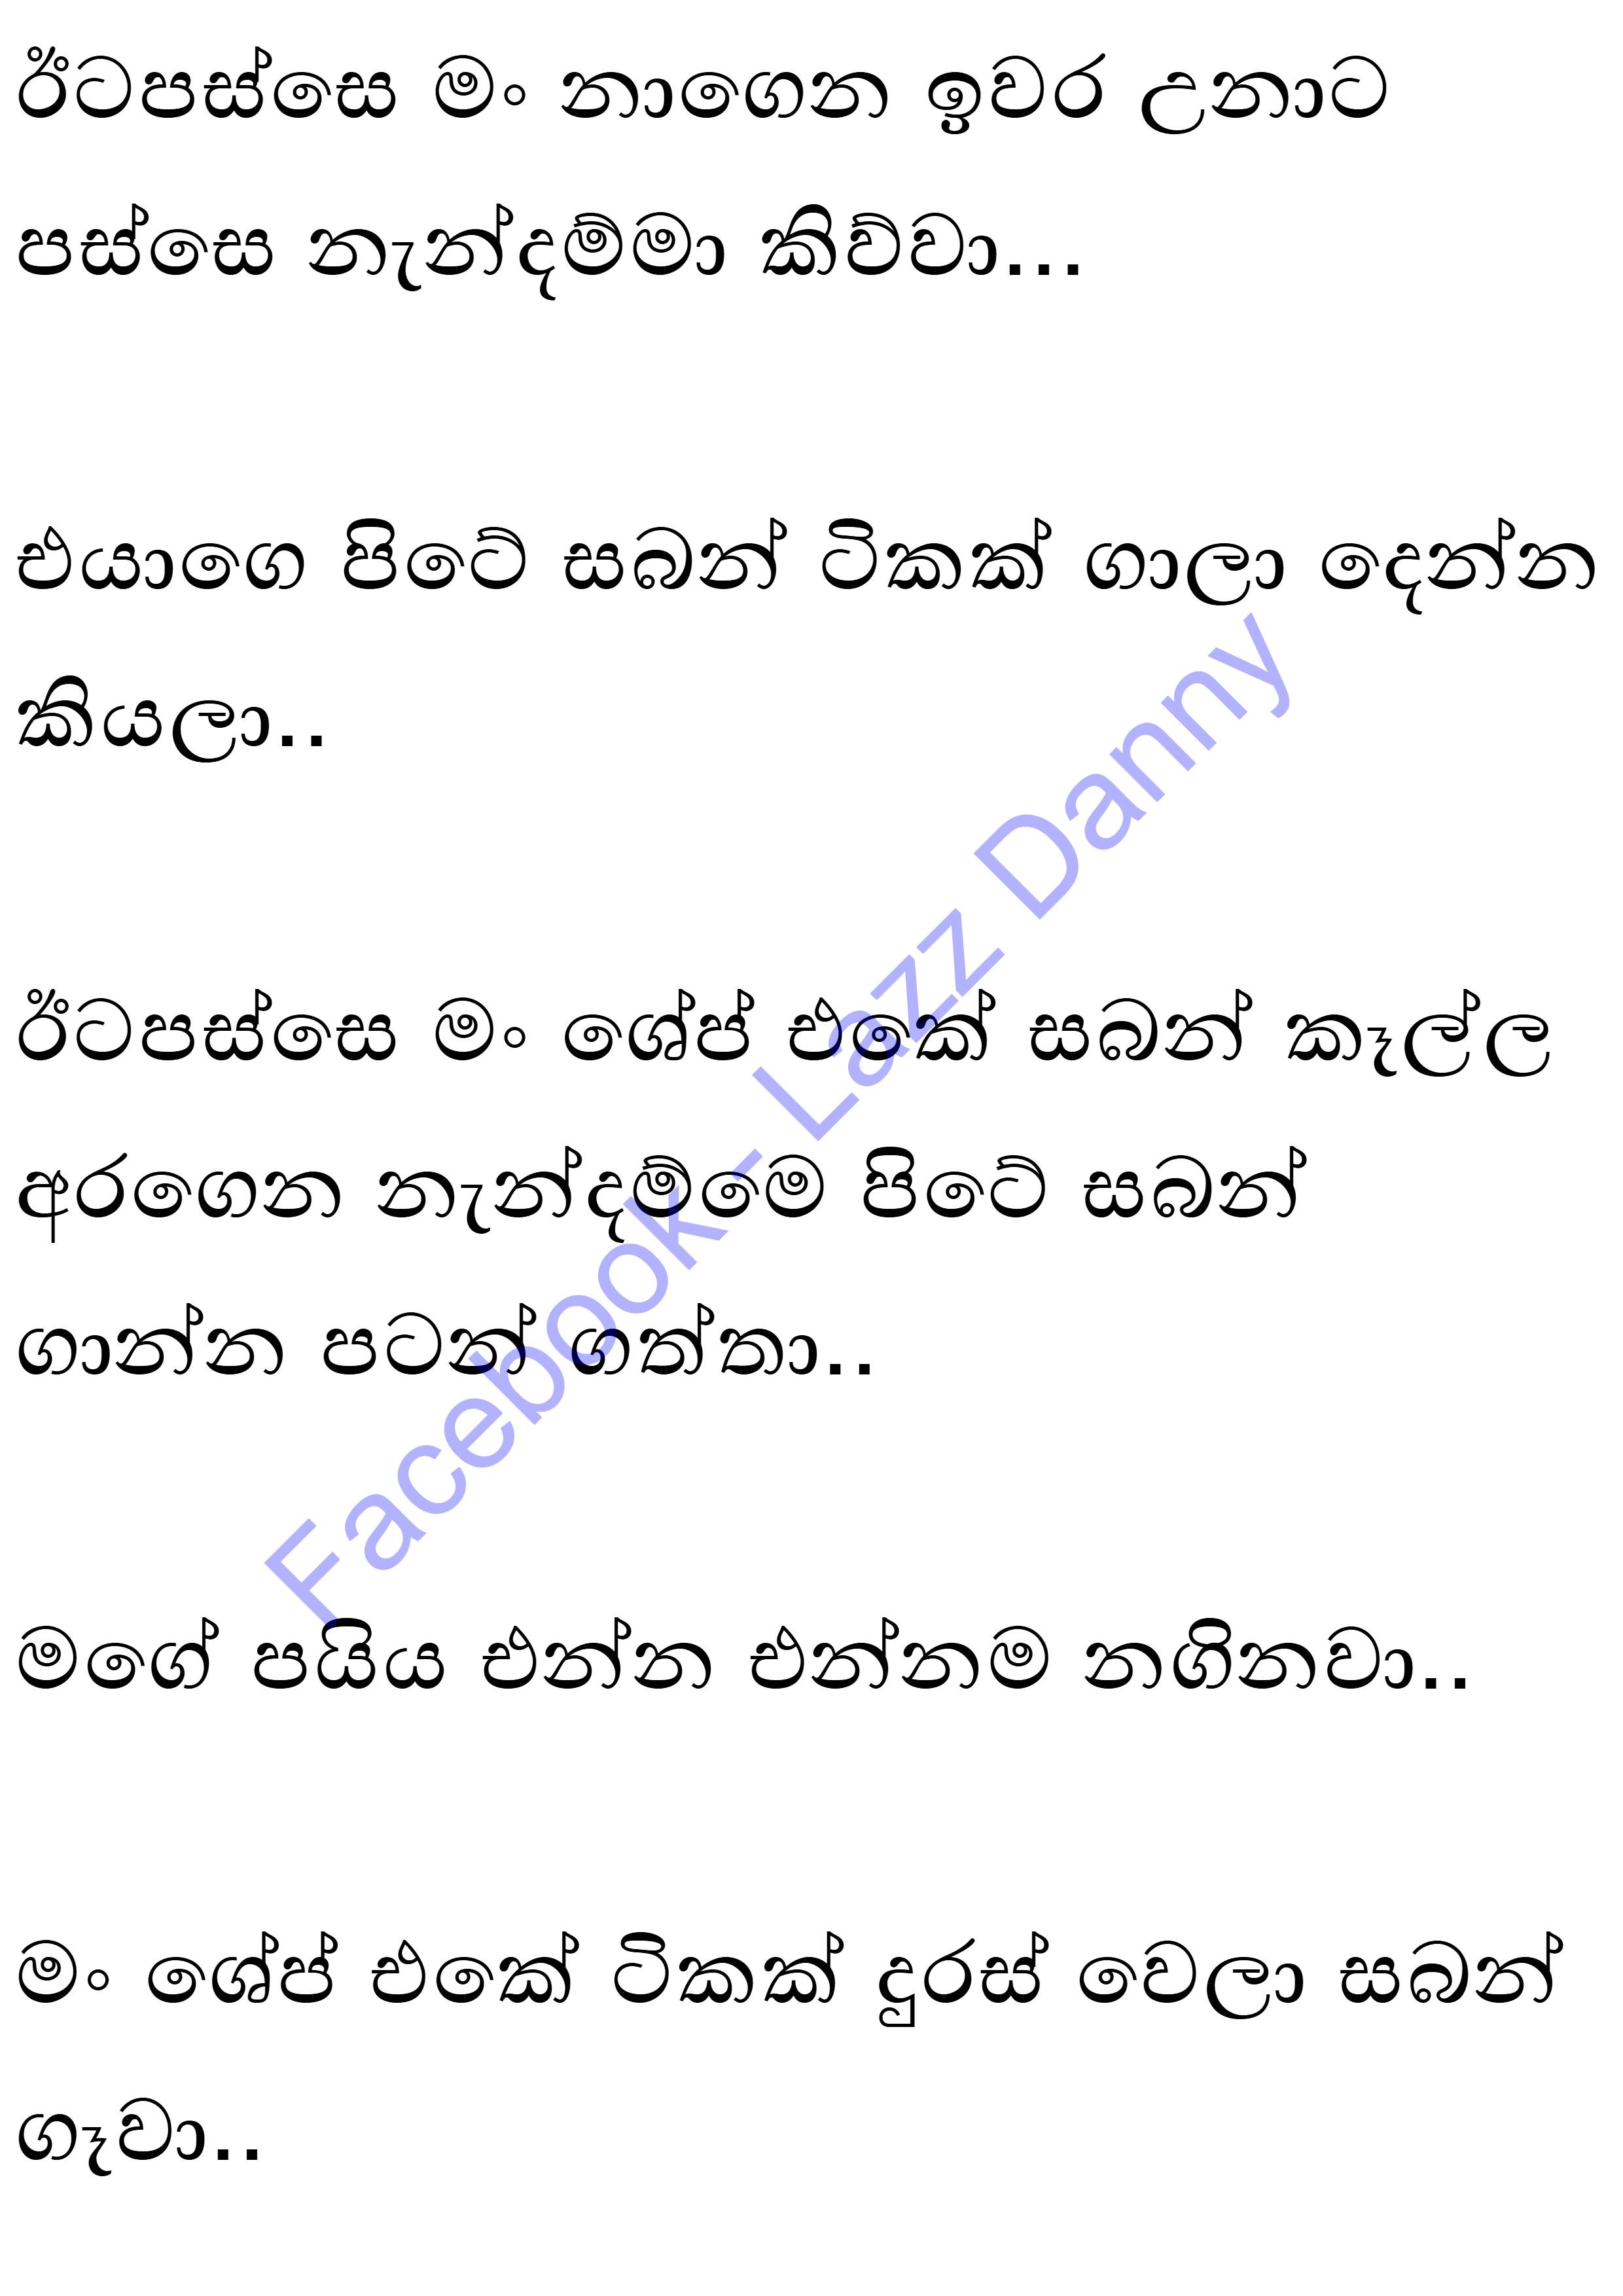 ඊටපස්සෙ මං නාගෙන ඉවර උනාට
පස්සෙ නැන්දම්මා කිව්වා...
එයාගෙ පිටේ සබන් ටිකක් ගාලා දෙන්න
කියලා..
ඊටපස්සෙ මං ශේප් එකේ සබන් කෑල්ල
අරගෙන නැන්දම්මෙ පිටේ සබන්
ගාන්න පටන් ගත්තා..
මගේ පයිය එන්න එන්නම නගිනවා..
මං ශේප් එකේ ටිකක් දුරස් වෙලා සබන්
ගෑවා..
Facebook - Lazz Danny